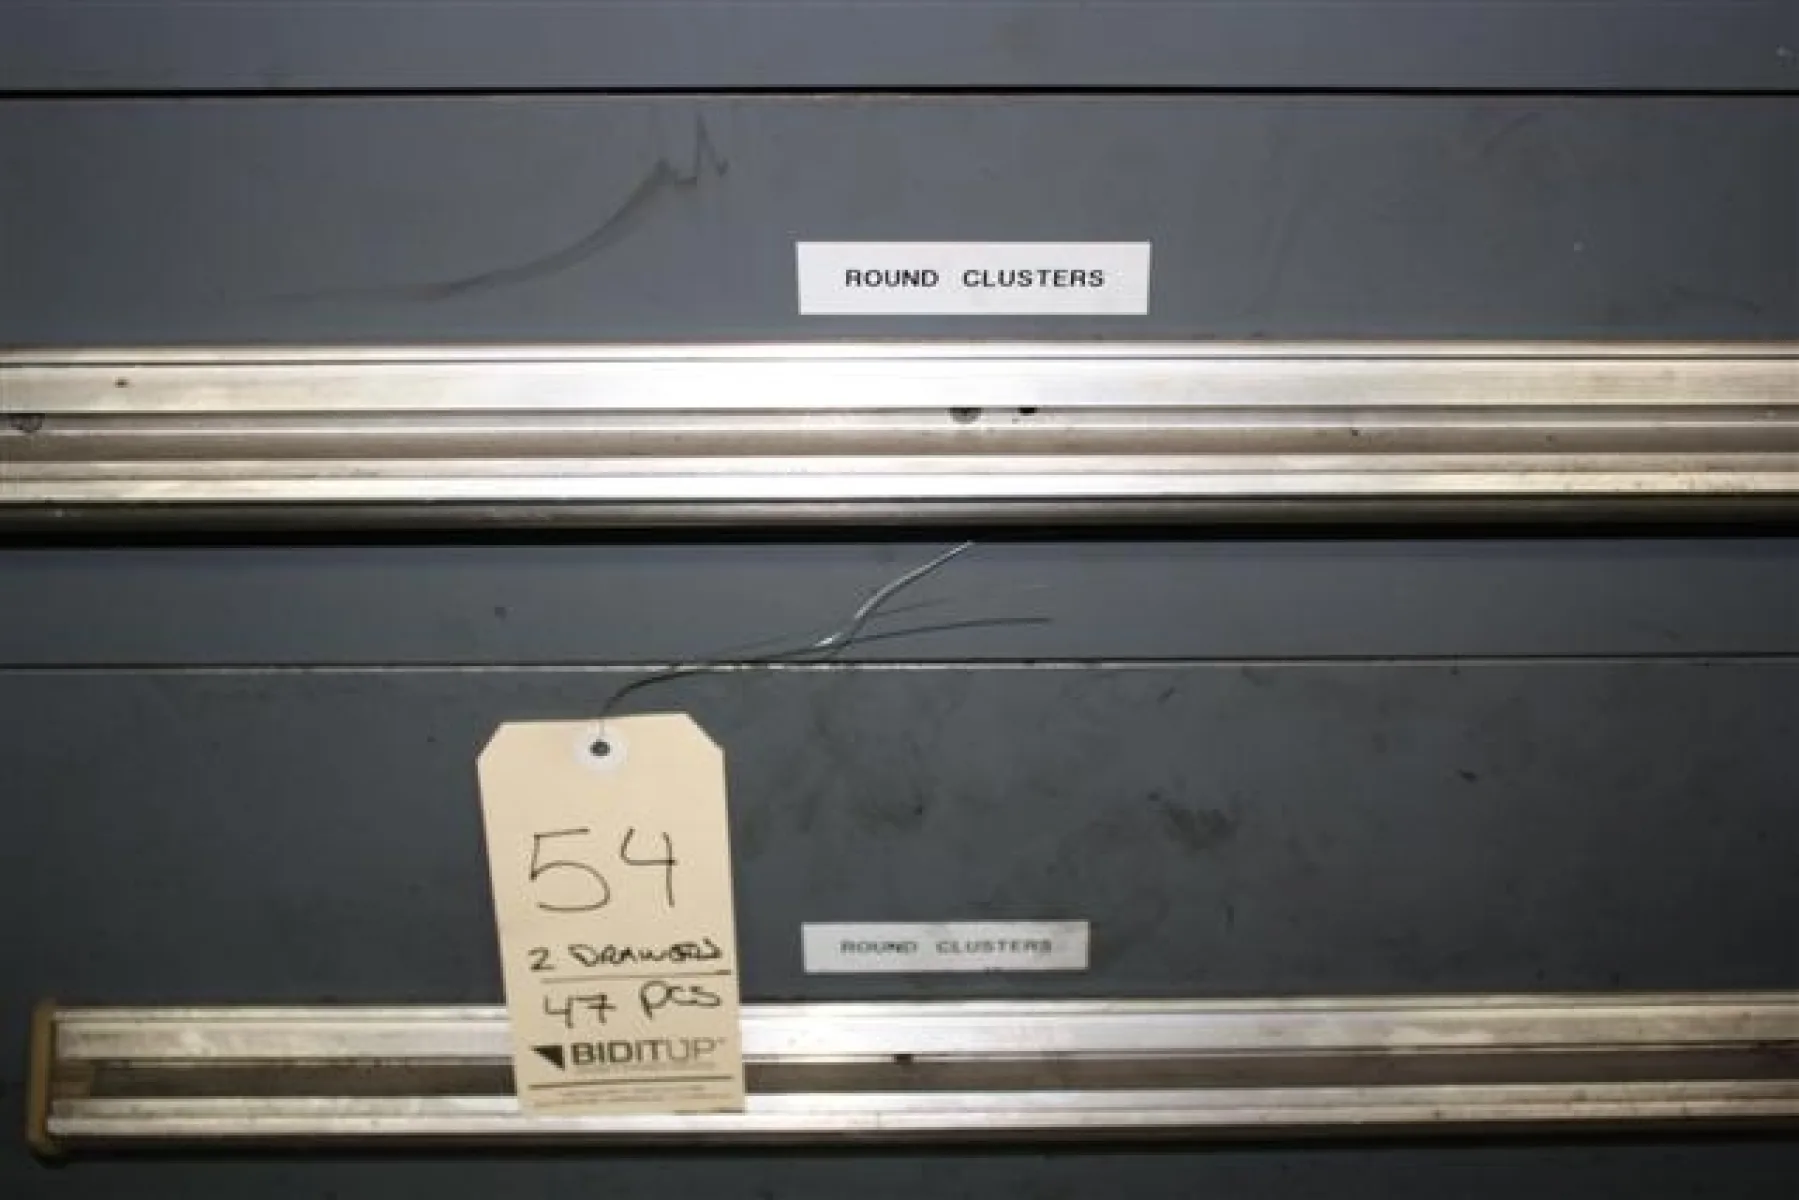 ROUND CLUSTERS
54
2 DRAWERS
47 PCS
BIDITUP
ROUND CLUSTERS